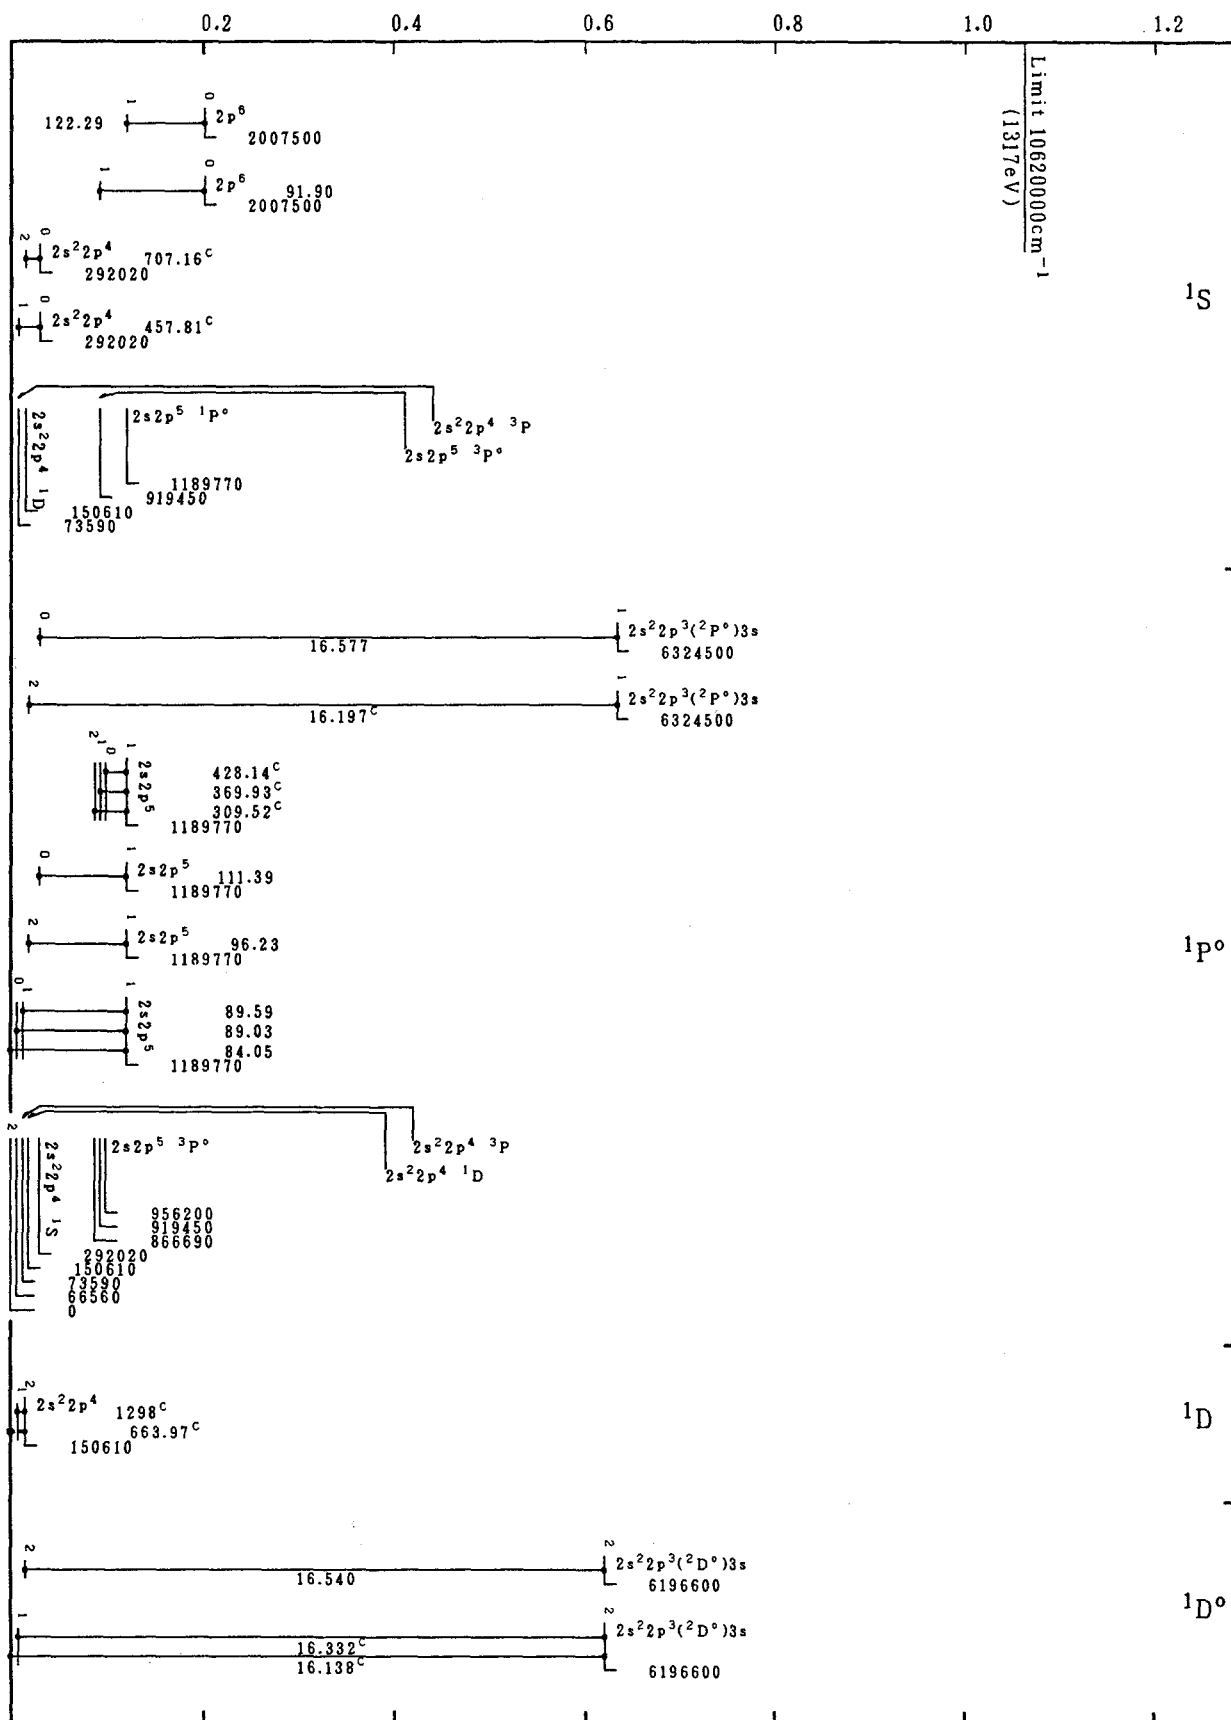 0.2 0.4 0.6 0.8 1.0 1.2
Limit 10620000cm⁻¹
(1317eV)
¹S
122.29 1 0 2p⁶
2007500
1 0 2p⁶ 91.90
2007500
2 0 2s²2p⁴ 707.16ᶜ
292020
1 0 2s²2p⁴ 457.81ᶜ
292020
2s²2p⁴ ¹D
2s2p⁵ ¹P°
2s²2p⁴ ³P
2s2p⁵ ³P°
1189770
919450
150610
73590
¹P°
0 1 2s²2p³(²P°)3s
16.577
6324500
2 1 2s²2p³(²P°)3s
16.197ᶜ
6324500
2 1 0 1 2s2p⁵
428.14ᶜ
369.93ᶜ
309.52ᶜ
1189770
0 1 2s2p⁵ 111.39
1189770
2 1 2s2p⁵ 96.23
1189770
0 1 1 2s2p⁵
89.59
89.03
84.05
1189770
2
2s²2p⁴ ¹S
2s2p⁵ ³P°
2s²2p⁴ ³P
2s²2p⁴ ¹D
956200
919450
866690
292020
150610
73590
66560
0
¹D
1 2 2s²2p⁴ 1298ᶜ
663.97ᶜ
150610
¹D°
2 2 2s²2p³(²D°)3s
16.540
6196600
1 2 2s²2p³(²D°)3s
16.332ᶜ
16.138ᶜ
6196600